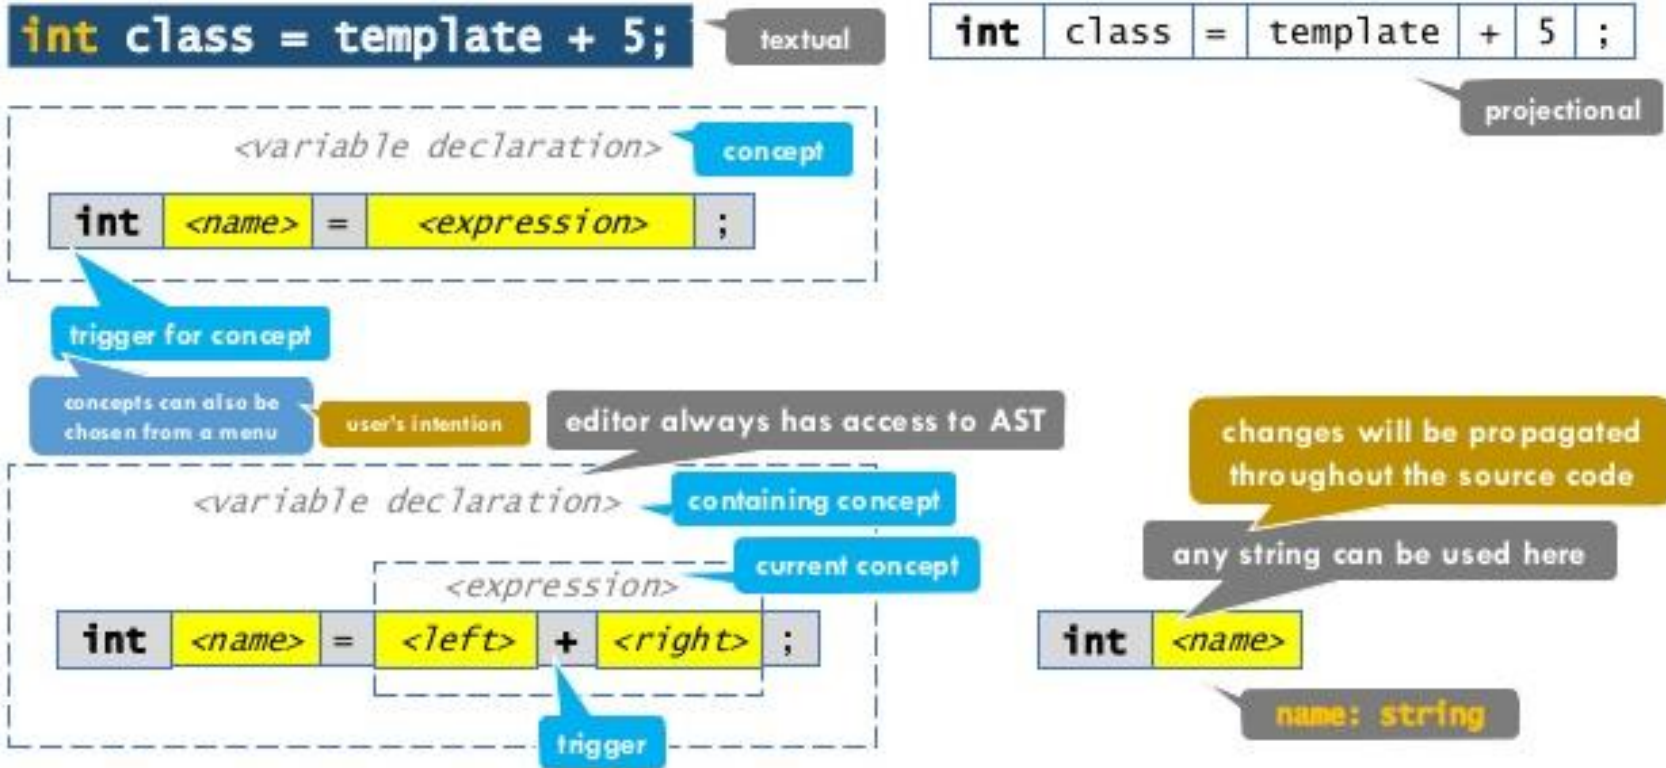 int class = template + 5;
textual
int class = template + 5 ;
projectional
<variable declaration>
concept
int <name> = <expression> ;
trigger for concept
concepts can also be
chosen from a menu
user's intention
editor always has access to AST
<variable declaration>
containing concept
<expression>
current concept
int <name> = <left> + <right> ;
trigger
changes will be propagated
throughout the source code
any string can be used here
int <name>
name: string